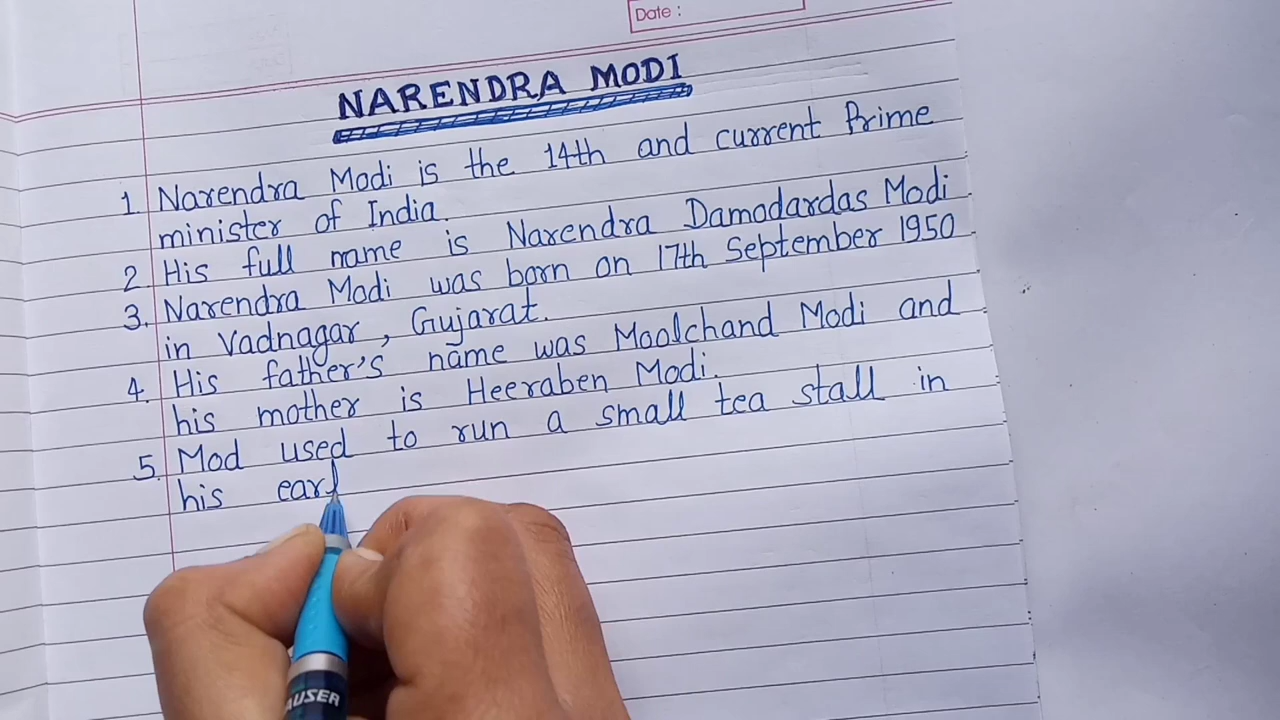 Date :
NARENDRA MODI
1. Narendra Modi is the 14th and current Prime
minister of India.
2. His full name is Narendra Damodardas Modi
3. Narendra Modi was born on 17th September 1950
in Vadnagar, Gujarat.
4. His father's name was Moolchand Modi and
his mother is Heeraben Modi.
5. Mod used to run a small tea stall in
his earl
AUSER